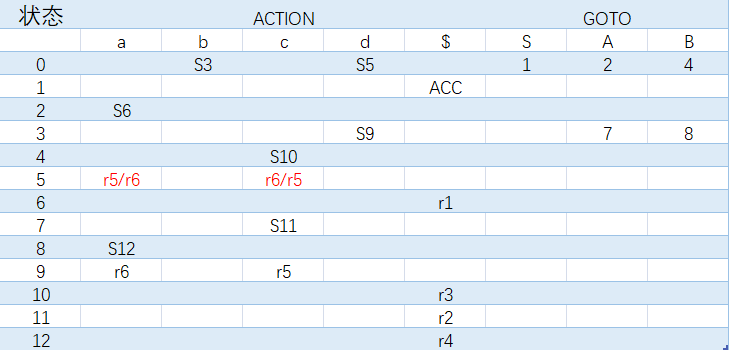 状态 ACTION GOTO
a b c d $ S A B
0 S3 S5 1 2 4
1 ACC
2 S6
3 S9 7 8
4 S10
5 r5/r6 r6/r5
6 r1
7 S11
8 S12
9 r6 r5
10 r3
11 r2
12 r4